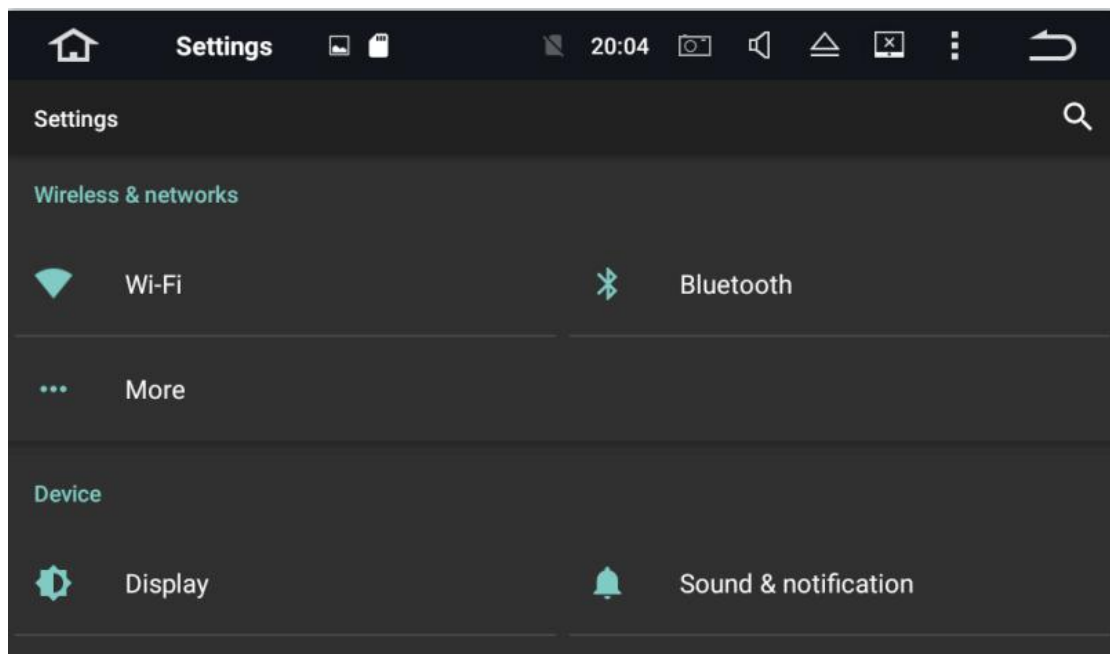 Settings 20:04
Settings
Wireless & networks
Wi-Fi Bluetooth
More
Device
Display Sound & notification